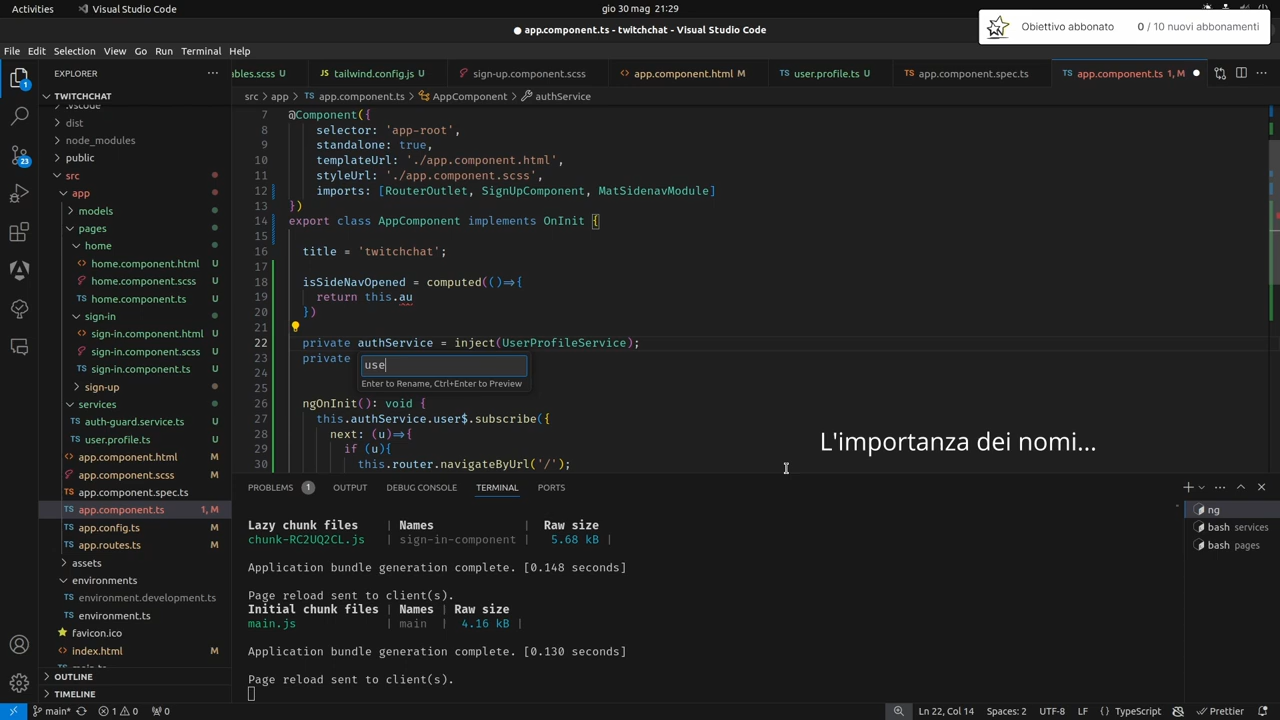 Activities
Visual Studio Code
gio 30 mag 21:29
Obiettivo abbonato
0 / 10 nuovi abbonamenti
● app.component.ts - twitchchat - Visual Studio Code
File Edit Selection View Go Run Terminal Help
EXPLORER
ables.scss U
tailwind.config.js U
sign-up.component.scss
app.component.html M
user.profile.ts U
app.component.spec.ts
app.component.ts 1, M
TWITCHCHAT
src > app > TS app.component.ts > AppComponent > authService
.vscode
dist
node_modules
public
src
app
models
pages
home
home.component.html U
home.component.scss U
home.component.ts U
sign-in
sign-in.component.html U
sign-in.component.scss U
sign-in.component.ts U
sign-up
services
auth-guard.service.ts U
user.profile.ts U
app.component.html M
app.component.scss M
app.component.spec.ts
app.component.ts 1, M
app.config.ts M
app.routes.ts M
assets
environments
environment.development.ts
environment.ts
favicon.ico
index.html M
OUTLINE
TIMELINE
7 @Component({
8 selector: 'app-root',
9 standalone: true,
10 templateUrl: './app.component.html',
11 styleUrl: './app.component.scss',
12 imports: [RouterOutlet, SignUpComponent, MatSidenavModule]
13 })
14 export class AppComponent implements OnInit {
15
16 title = 'twitchchat';
17
18 isSideNavOpened = computed(()=>{
19 return this.au
20 })
21
22 private authService = inject(UserProfileService);
23 private
use
Enter to Rename, Ctrl+Enter to Preview
24
25
26 ngOnInit(): void {
27 this.authService.user$.subscribe({
28 next: (u)=>{
29 if (u){
30 this.router.navigateByUrl('/');
L'importanza dei nomi...
PROBLEMS 1 OUTPUT DEBUG CONSOLE TERMINAL PORTS
Lazy chunk files | Names | Raw size
chunk-RC2UQ2CL.js | sign-in-component | 5.68 kB |
Application bundle generation complete. [0.148 seconds]
Page reload sent to client(s).
Initial chunk files | Names | Raw size
main.js | main | 4.16 kB |
Application bundle generation complete. [0.130 seconds]
Page reload sent to client(s).
ng
bash services
bash pages
main* 1 0 0
Ln 22, Col 14 Spaces: 2 UTF-8 LF {} TypeScript Prettier